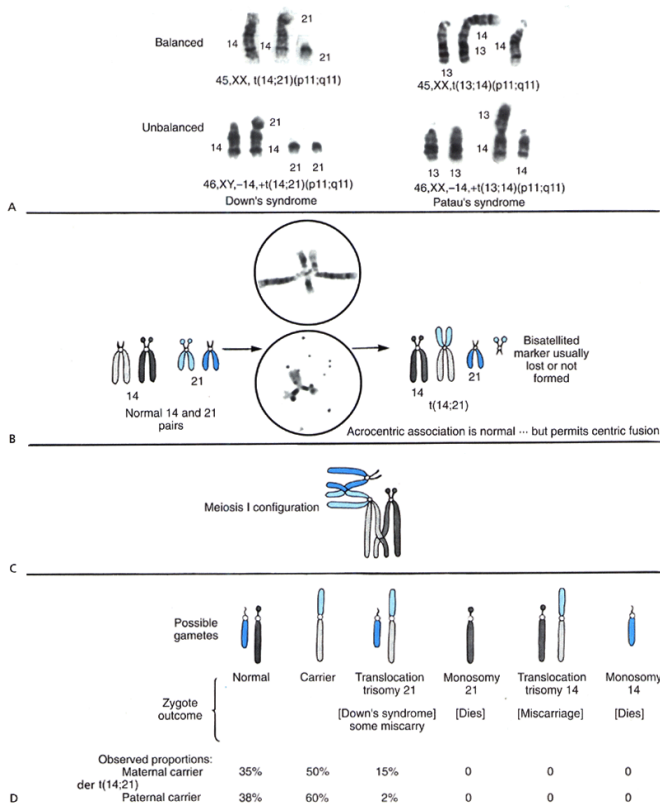 Balanced
14
14
21
21
45,XX, t(14;21)(p11;q11)
13
14
13
14
45,XX,t(13;14)(p11;q11)
Unbalanced
14
21
14
21 21
46,XY,−14,+t(14;21)(p11;q11)
Down's syndrome
13
14
13 13
14
46,XX,−14,+t(13;14)(p11;q11)
Patau's syndrome
A
14
21
Normal 14 and 21
pairs
14
t(14;21)
21
Bisatellited
marker usually
lost or not
formed
Acrocentric association is normal ··· but permits centric fusion
B
Meiosis I configuration
C
Possible
gametes
Normal Carrier Translocation Monosomy Translocation Monosomy
trisomy 21 21 trisomy 14 14
Zygote
outcome
[Down's syndrome] [Dies] [Miscarriage] [Dies]
some miscarry
Observed proportions:
Maternal carrier 35% 50% 15% 0 0 0
der t(14;21)
Paternal carrier 38% 60% 2% 0 0 0
D